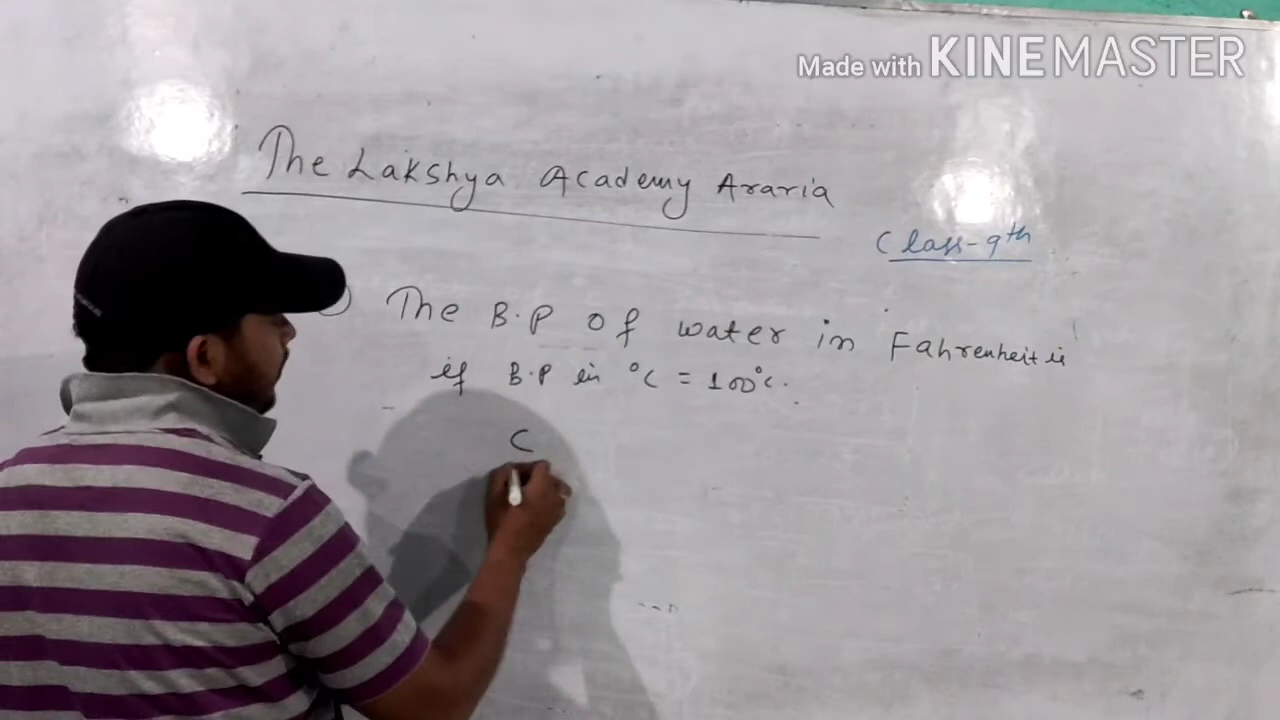 Made with KINEMASTER
The Lakshya Academy Araria
Class-9th
) The B.P of water in Fahrenheit is
if B.P in °C = 100°C.
C